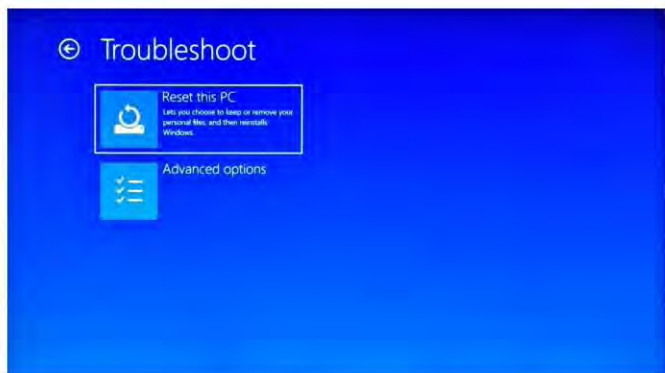 Troubleshoot
Reset this PC
Lets you choose to keep or remove your
personal files, and then reinstalls
Windows.
Advanced options